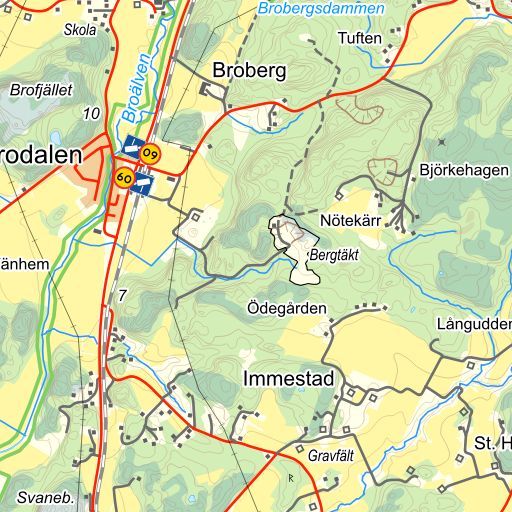 Brobergsdammen
Skola
Tuften
Broälven
Broberg
Brofjället
10
rodalen
09
60
Björkehagen
Nötekärr
Vänhem
Bergtäkt
7
Ödegården
Långudden
Immestad
St. H
Gravfält
R
Svaneb.